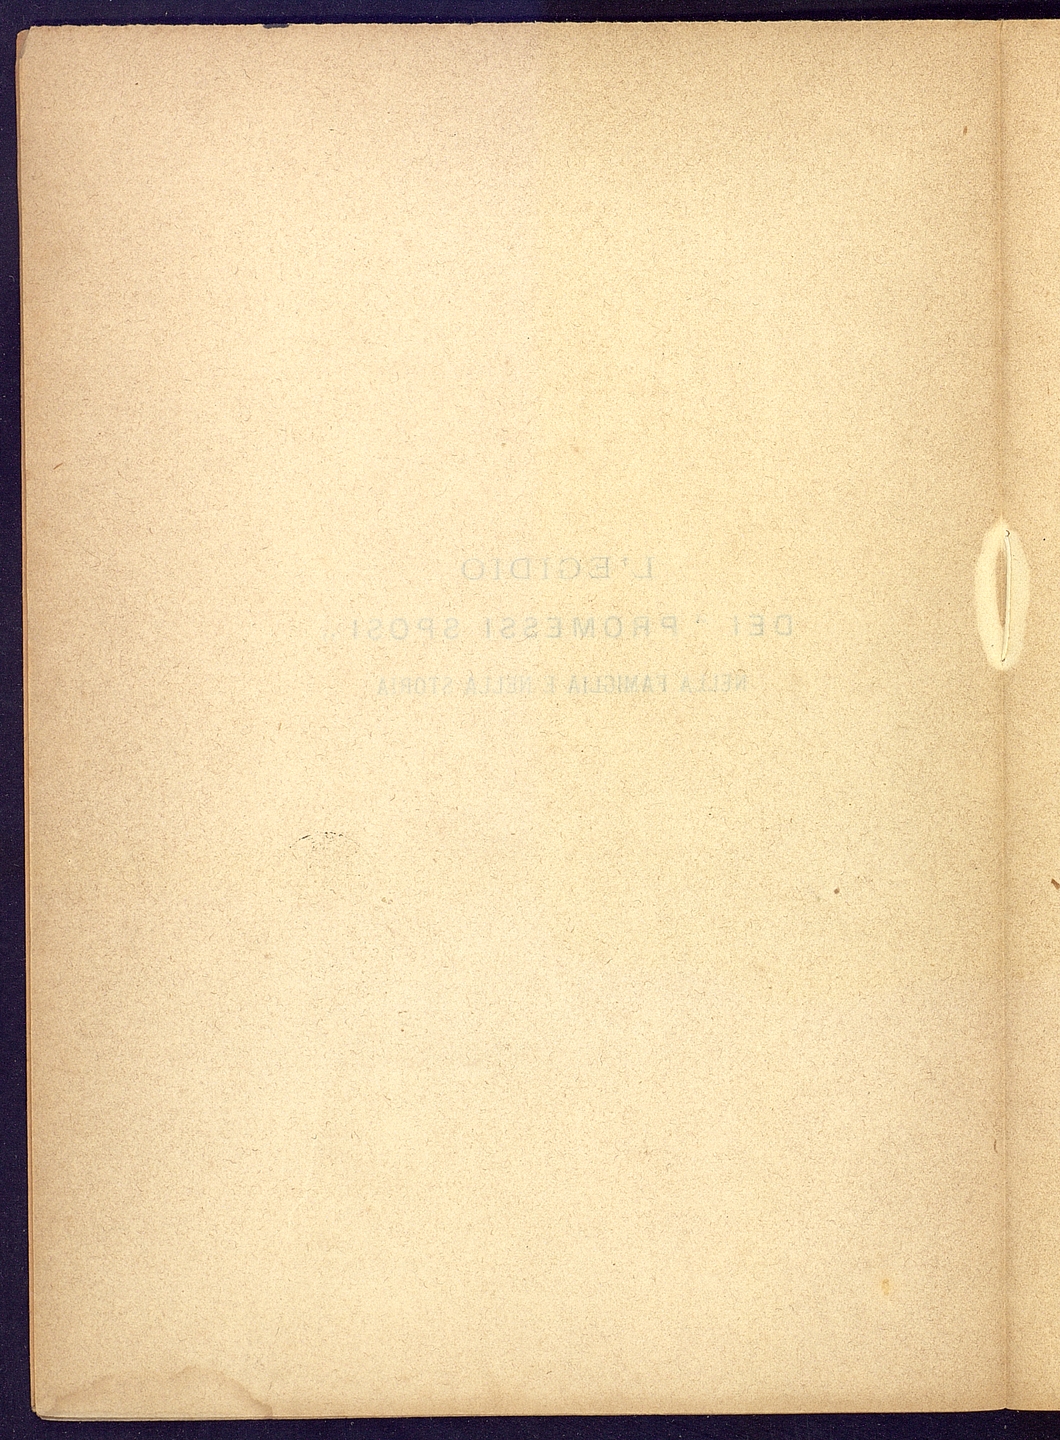 L'EGIDIO
DEI "PROMESSI SPOSI"
NELLA FAMIGLIA E NELLA STORIA